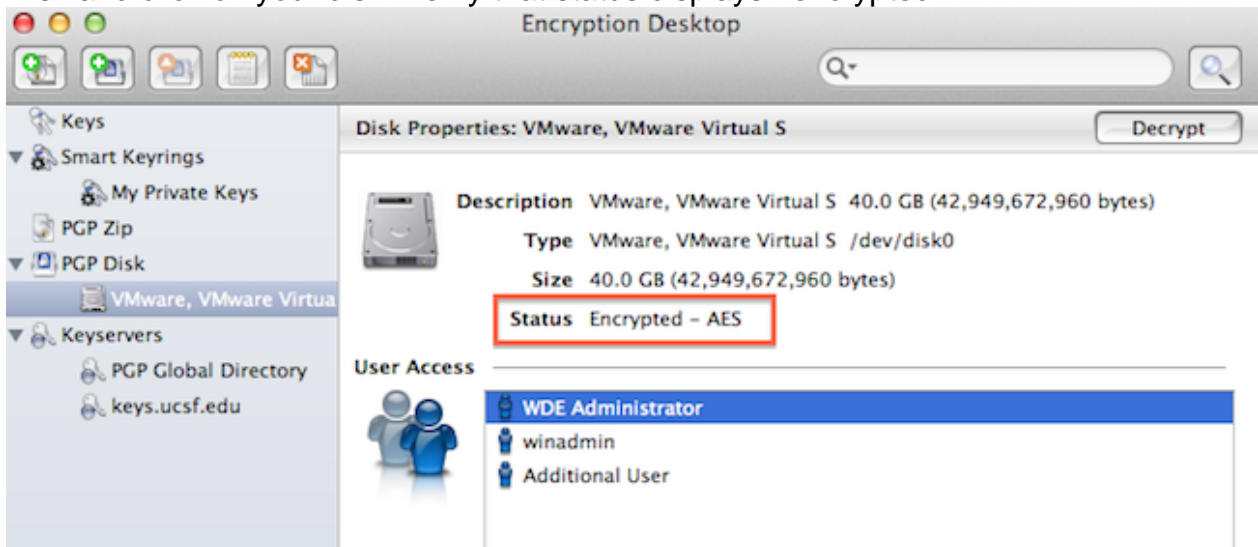 Encryption Desktop
Keys
Smart Keyrings
My Private Keys
PGP Zip
PGP Disk
VMware, VMware Virtua
Keyservers
PGP Global Directory
keys.ucsf.edu
Disk Properties: VMware, VMware Virtual S
Decrypt
Description VMware, VMware Virtual S 40.0 GB (42,949,672,960 bytes)
Type VMware, VMware Virtual S /dev/disk0
Size 40.0 GB (42,949,672,960 bytes)
Status Encrypted – AES
User Access
WDE Administrator
winadmin
Additional User